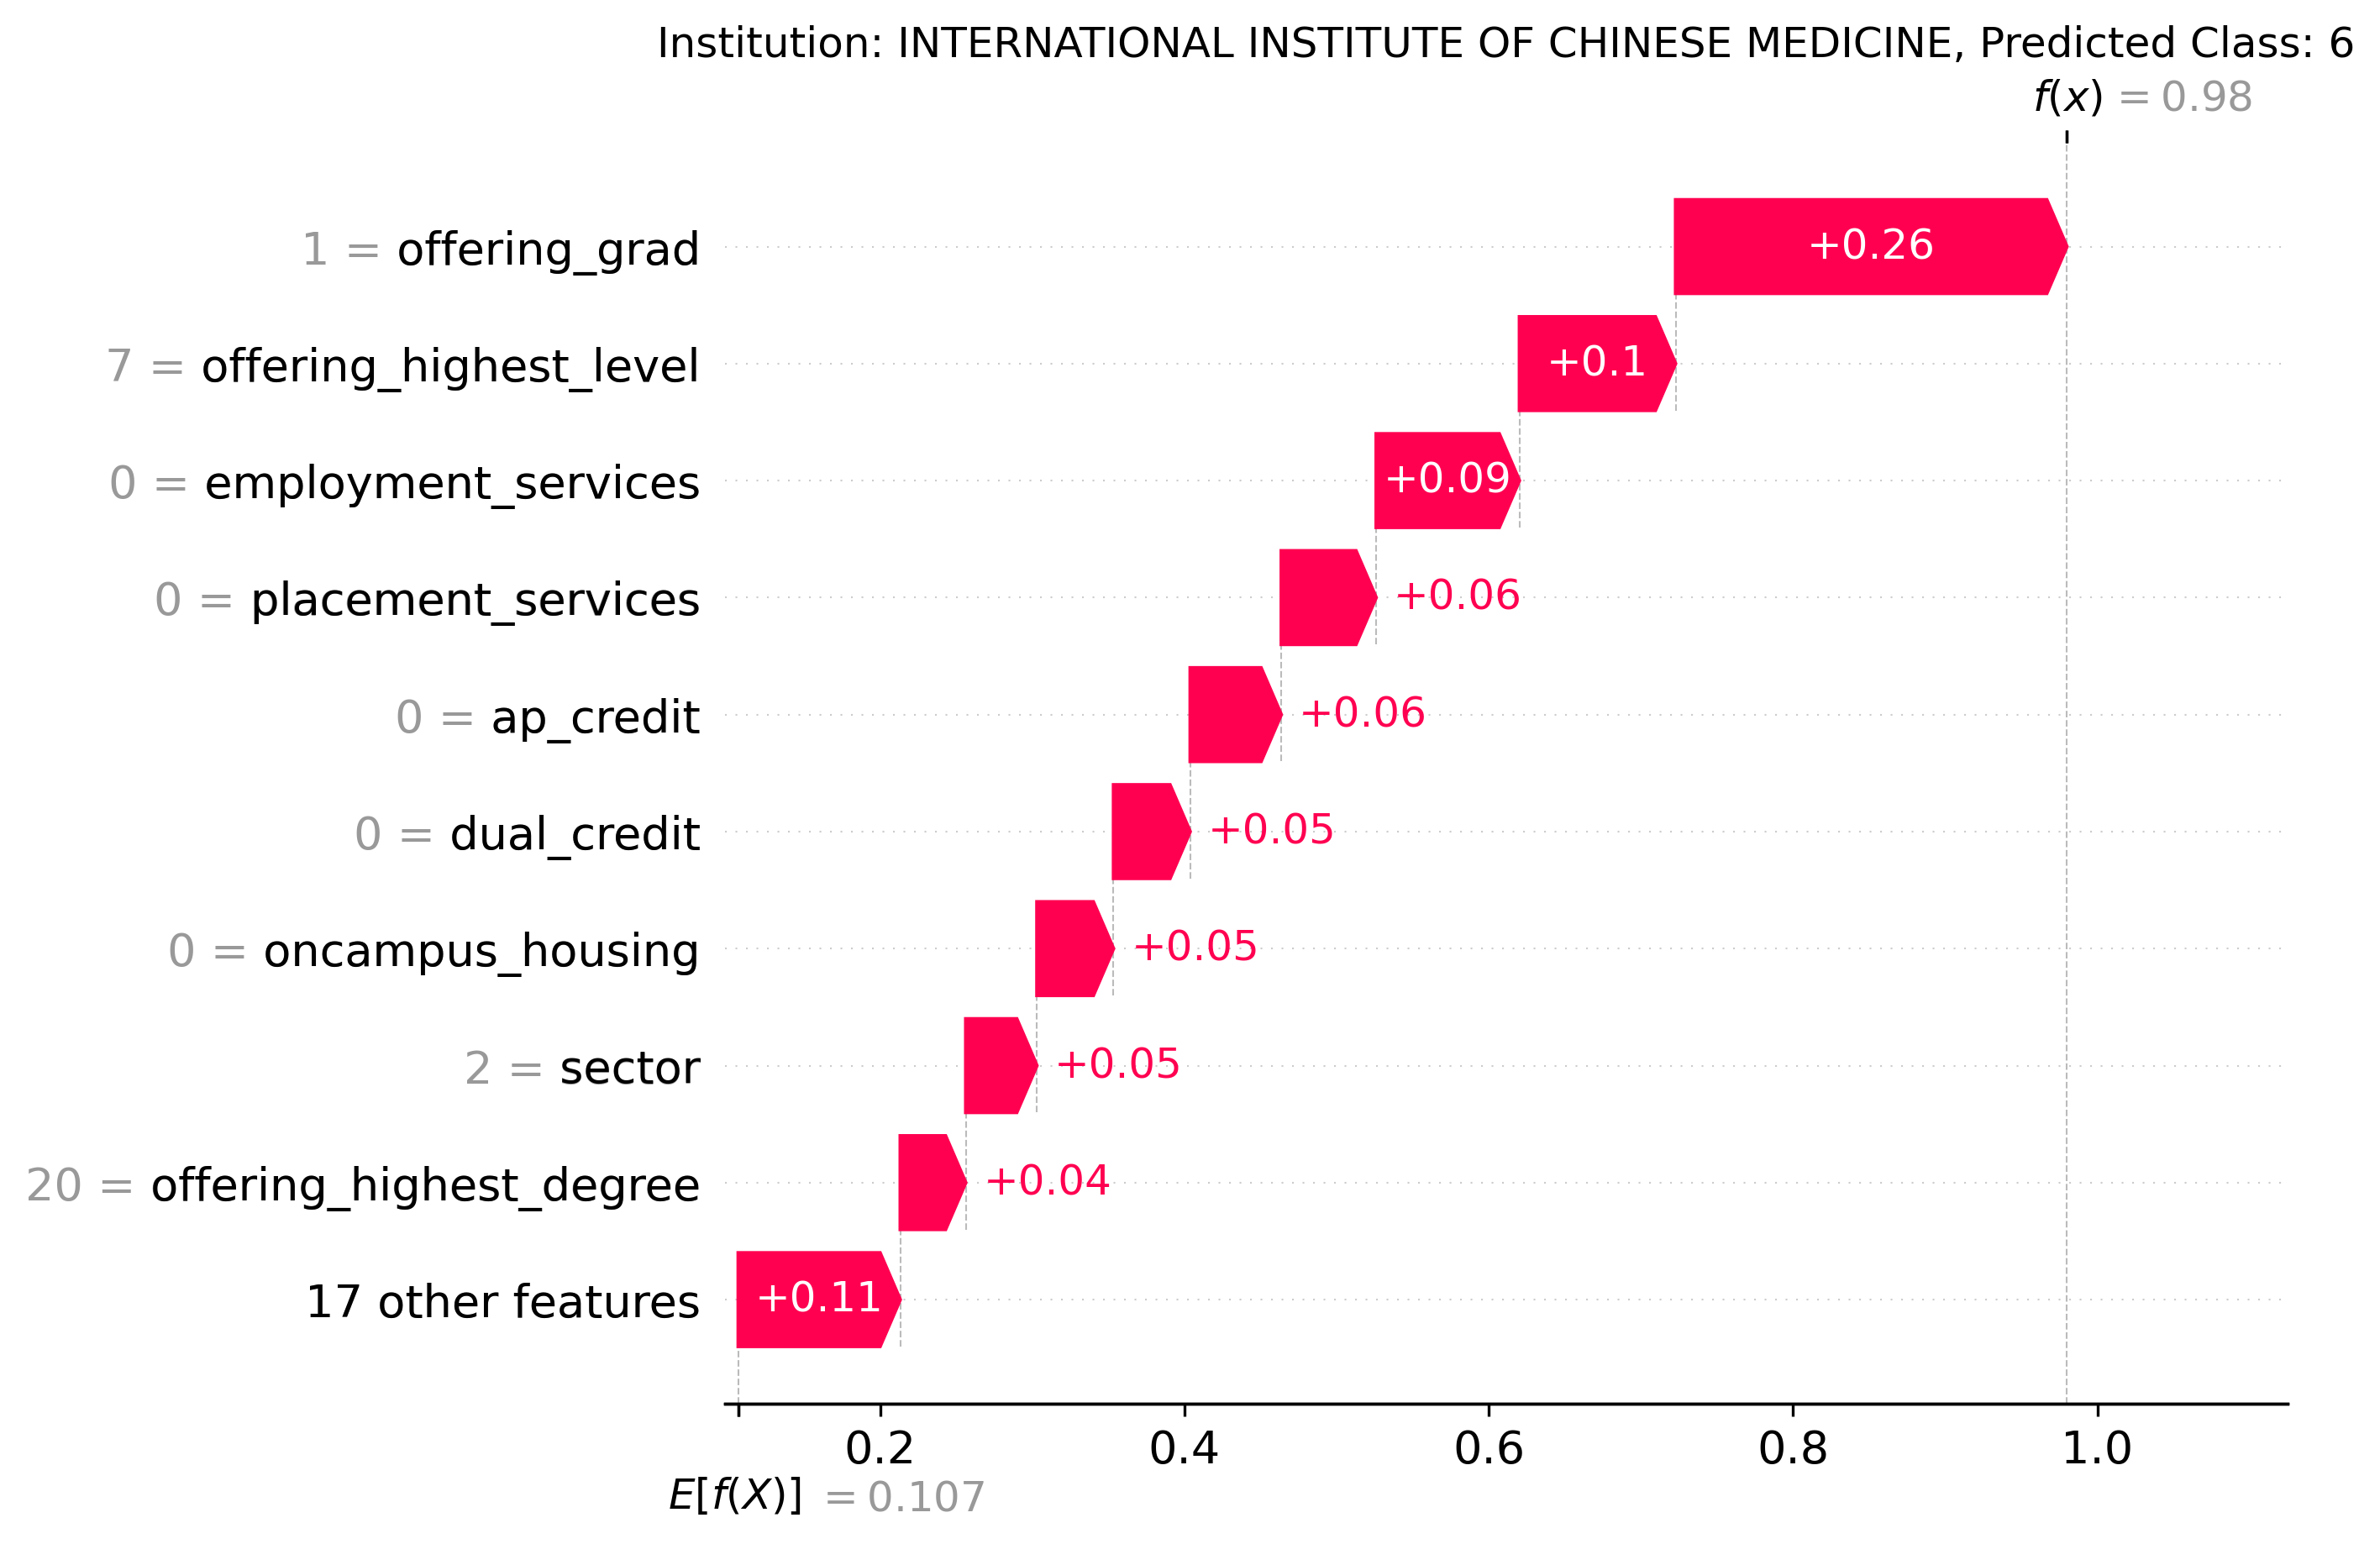 Institution: INTERNATIONAL INSTITUTE OF CHINESE MEDICINE, Predicted Class: 6
f(x) = 0.98
1 = offering_grad +0.26
7 = offering_highest_level +0.1
0 = employment_services +0.09
0 = placement_services +0.06
0 = ap_credit +0.06
0 = dual_credit +0.05
0 = oncampus_housing +0.05
2 = sector +0.05
20 = offering_highest_degree +0.04
17 other features +0.11
0.2 0.4 0.6 0.8 1.0
E[f(X)] = 0.107